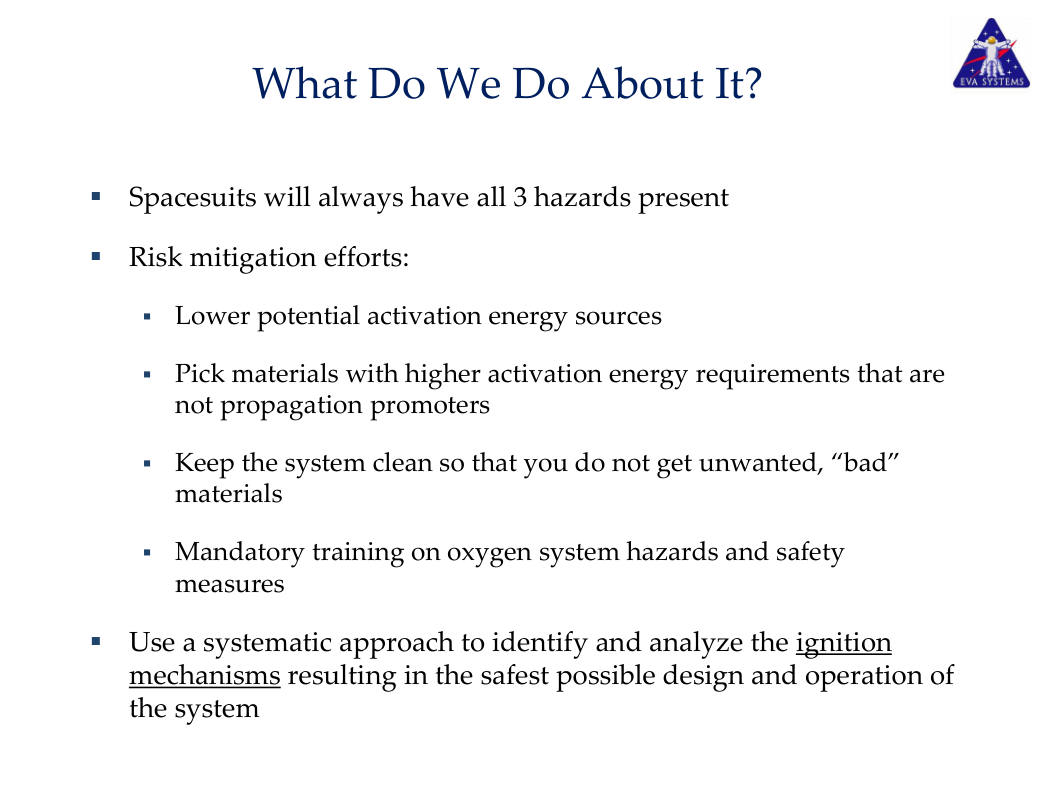 EVA SYSTEMS
What Do We Do About It?
▪ Spacesuits will always have all 3 hazards present
▪ Risk mitigation efforts:
▪ Lower potential activation energy sources
▪ Pick materials with higher activation energy requirements that are
not propagation promoters
▪ Keep the system clean so that you do not get unwanted, “bad”
materials
▪ Mandatory training on oxygen system hazards and safety
measures
▪ Use a systematic approach to identify and analyze the ignition
mechanisms resulting in the safest possible design and operation of
the system